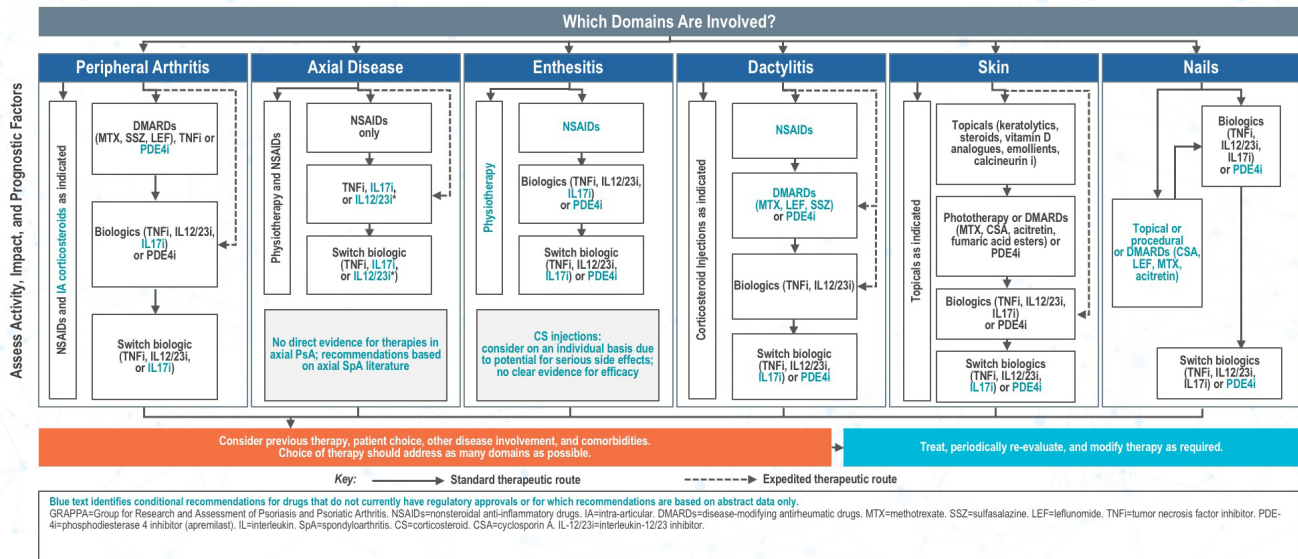 Which Domains Are Involved?
Assess Activity, Impact, and Prognostic Factors
Peripheral Arthritis
NSAIDs and IA corticosteroids as indicated
DMARDs
(MTX, SSZ, LEF), TNFi or
PDE4i
Biologics (TNFi, IL12/23i,
IL17i)
or PDE4i
Switch biologic
(TNFi, IL12/23i,
or IL17i)
Axial Disease
Physiotherapy and NSAIDs
NSAIDs
only
TNFi, IL17i,
or IL12/23i*
Switch biologic
(TNFi, IL17i,
or IL12/23i*)
No direct evidence for therapies in
axial PsA; recommendations based
on axial SpA literature
Enthesitis
Physiotherapy
NSAIDs
Biologics (TNFi, IL12/23i,
IL17i)
or PDE4i
Switch biologic
(TNFi, IL12/23i,
IL17i) or PDE4i
CS injections:
consider on an individual basis due
to potential for serious side effects;
no clear evidence for efficacy
Dactylitis
Corticosteroid Injections as indicated
NSAIDs
DMARDs
(MTX, LEF, SSZ)
or PDE4i
Biologics (TNFi, IL12/23i)
Switch biologic
(TNFi, IL12/23i,
IL17i) or PDE4i
Skin
Topicals as indicated
Topicals (keratolytics,
steroids, vitamin D
analogues, emollients,
calcineurin i)
Phototherapy or DMARDs
(MTX, CSA, acitretin,
fumaric acid esters) or
PDE4i
Biologics (TNFi, IL12/23i,
IL17i)
or PDE4i
Switch biologics
(TNFi, IL12/23i,
IL17i) or PDE4i
Nails
Biologics
(TNFi,
IL12/23i,
IL17i)
or PDE4i
Topical or
procedural
or DMARDs (CSA,
LEF, MTX,
acitretin)
Switch biologics
(TNFi, IL12/23i,
IL17i) or PDE4i
Consider previous therapy, patient choice, other disease involvement, and comorbidities.
Choice of therapy should address as many domains as possible.
Treat, periodically re-evaluate, and modify therapy as required.
Key: Standard therapeutic route Expedited therapeutic route
Blue text identifies conditional recommendations for drugs that do not currently have regulatory approvals or for which recommendations are based on abstract data only.
GRAPPA=Group for Research and Assessment of Psoriasis and Psoriatic Arthritis. NSAIDs=nonsteroidal anti-inflammatory drugs. IA=intra-articular. DMARDs=disease-modifying antirheumatic drugs. MTX=methotrexate. SSZ=sulfasalazine. LEF=leflunomide. TNFi=tumor necrosis factor inhibitor. PDE-
4i=phosphodiesterase 4 inhibitor (apremilast). IL=interleukin. SpA=spondyloarthritis. CS=corticosteroid. CSA=cyclosporin A. IL-12/23i=interleukin-12/23 inhibitor.